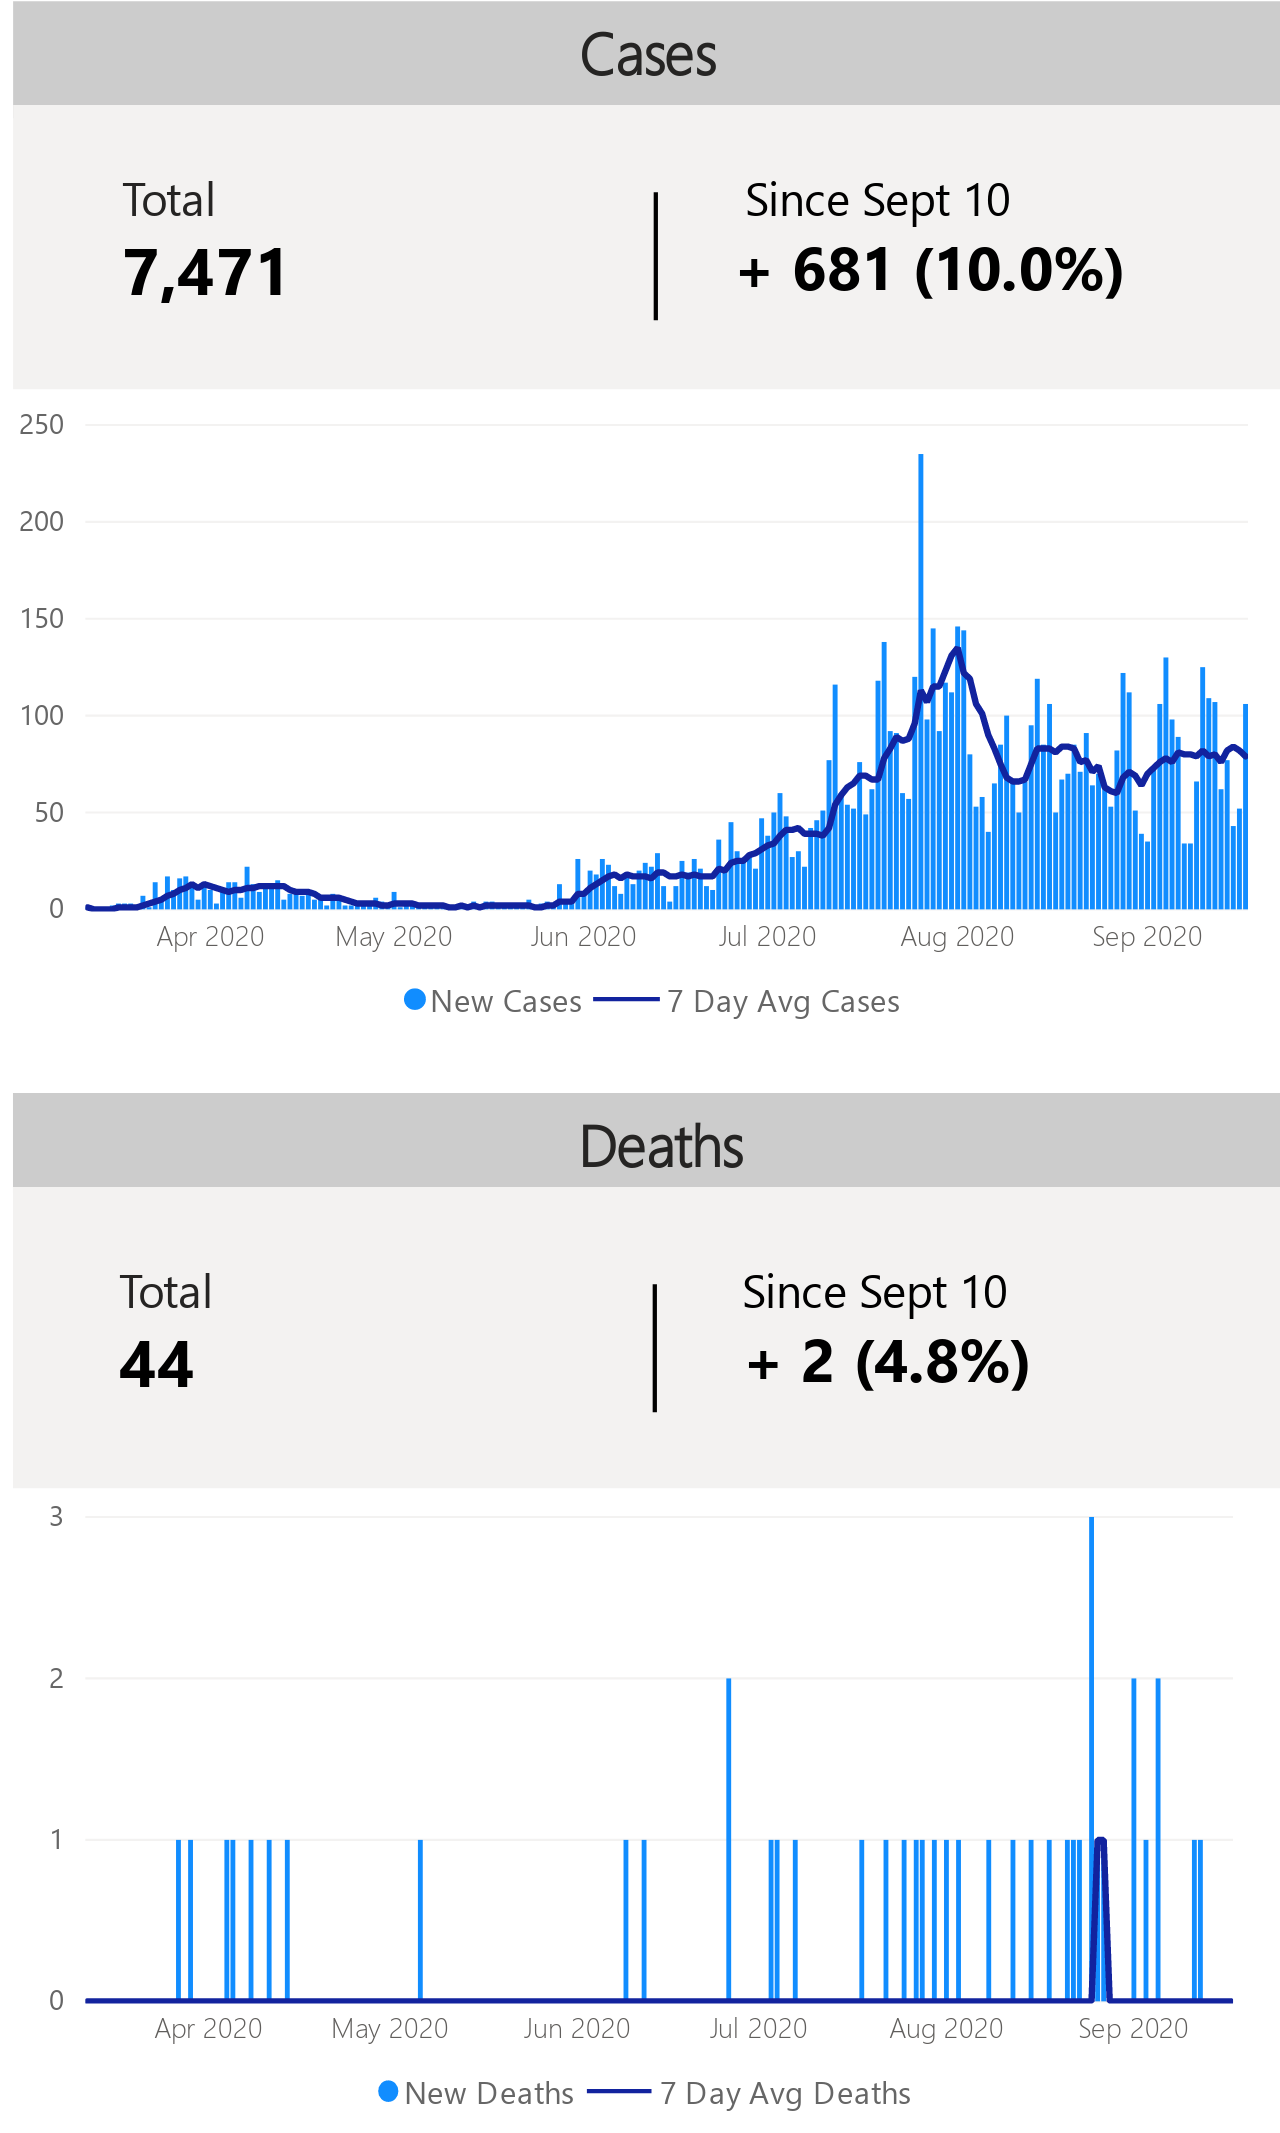 Cases
Total
Since Sept 10
7,471
+ 681 (10.0%)
250
200
150
100
50
0
Apr 2020 May 2020 Jun 2020 Jul 2020 Aug 2020 Sep 2020
New Cases 7 Day Avg Cases
Deaths
Total
Since Sept 10
44
+ 2 (4.8%)
3
2
1
0
Apr 2020 May 2020 Jun 2020 Jul 2020 Aug 2020 Sep 2020
New Deaths 7 Day Avg Deaths